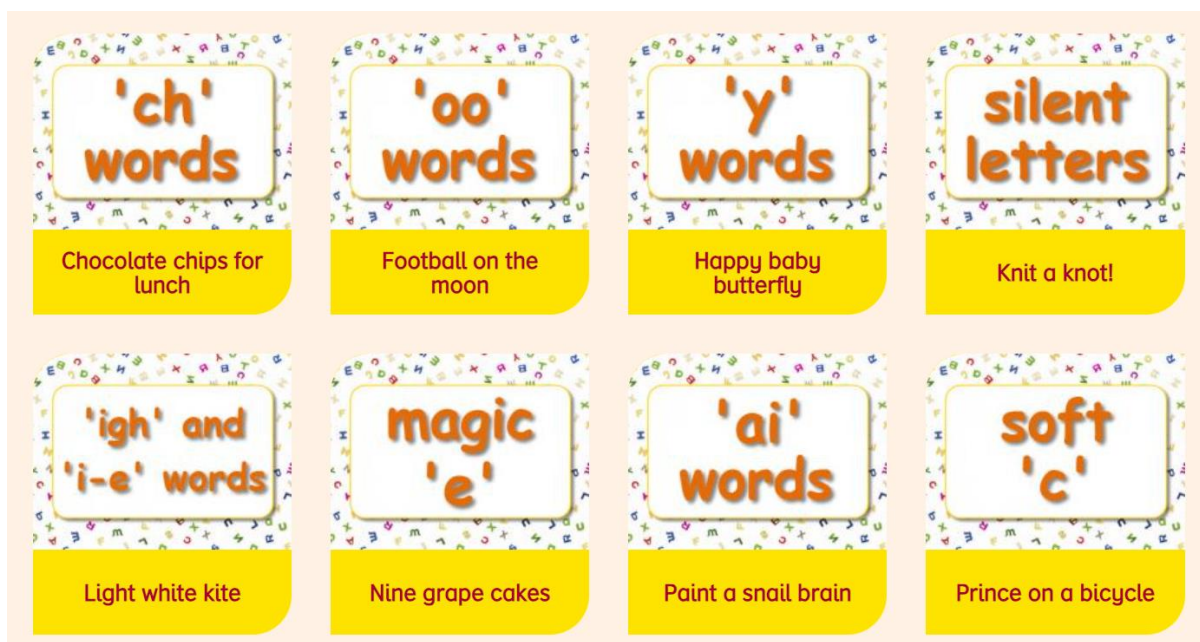 'ch'
words
Chocolate chips for
lunch
'oo'
words
Football on the
moon
'y'
words
Happy baby
butterfly
silent
letters
Knit a knot!
'igh' and
'i-e' words
Light white kite
magic
'e'
Nine grape cakes
'ai'
words
Paint a snail brain
soft
'c'
Prince on a bicycle